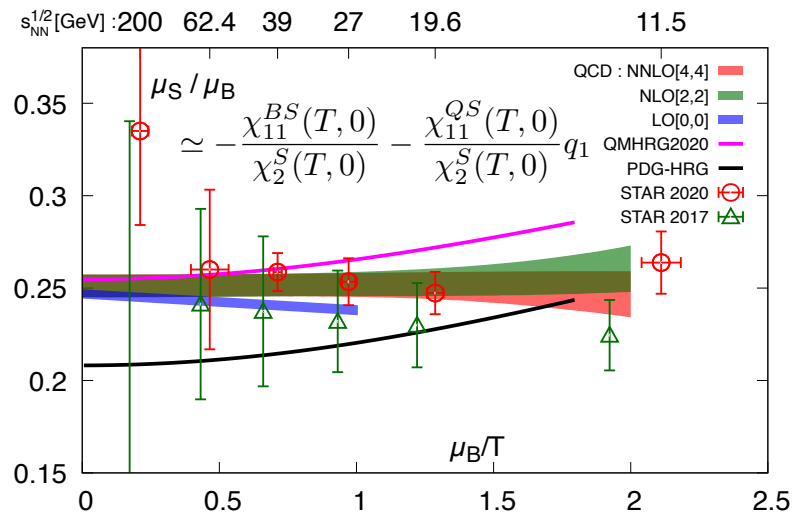 s_NN^1/2 [GeV] : 200 62.4 39 27 19.6 11.5
0.35
0.3
0.25
0.2
0.15
μ_S / μ_B
≃ − χ_11^BS(T, 0) / χ_2^S(T, 0) − χ_11^QS(T, 0) / χ_2^S(T, 0) q_1
QCD : NNLO[4,4]
NLO[2,2]
LO[0,0]
QMHRG2020
PDG-HRG
STAR 2020
STAR 2017
μ_B/T
0 0.5 1 1.5 2 2.5